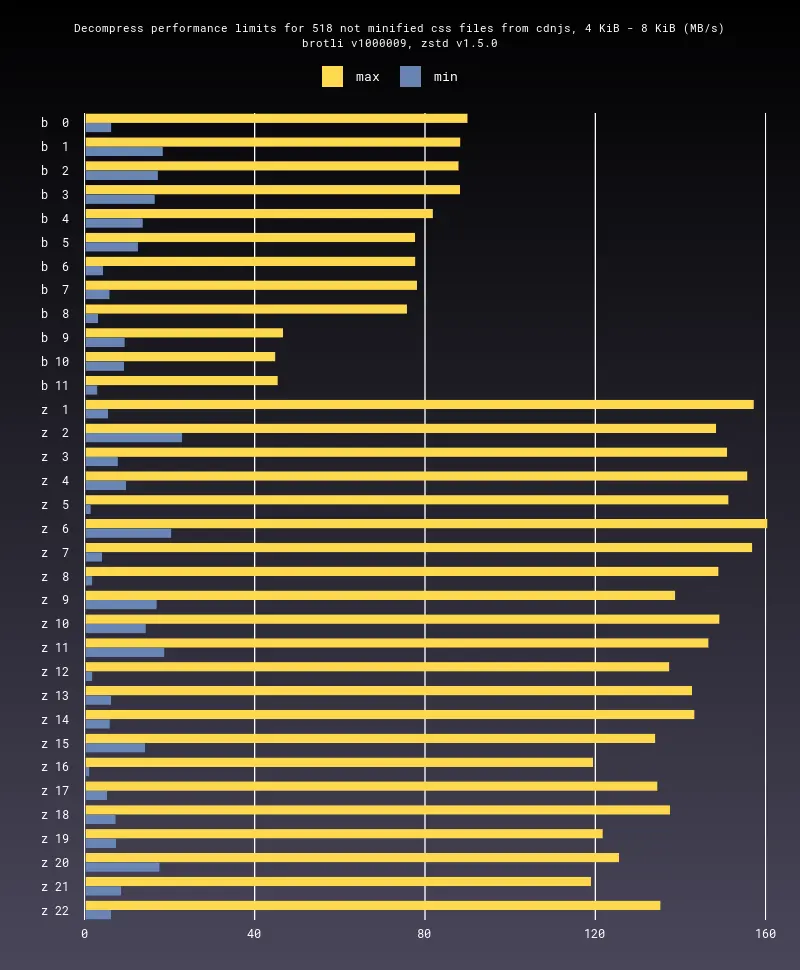 Decompress performance limits for 518 not minified css files from cdnjs, 4 KiB - 8 KiB (MB/s)
brotli v1000009, zstd v1.5.0
max min
b 0
b 1
b 2
b 3
b 4
b 5
b 6
b 7
b 8
b 9
b 10
b 11
z 1
z 2
z 3
z 4
z 5
z 6
z 7
z 8
z 9
z 10
z 11
z 12
z 13
z 14
z 15
z 16
z 17
z 18
z 19
z 20
z 21
z 22
0 40 80 120 160